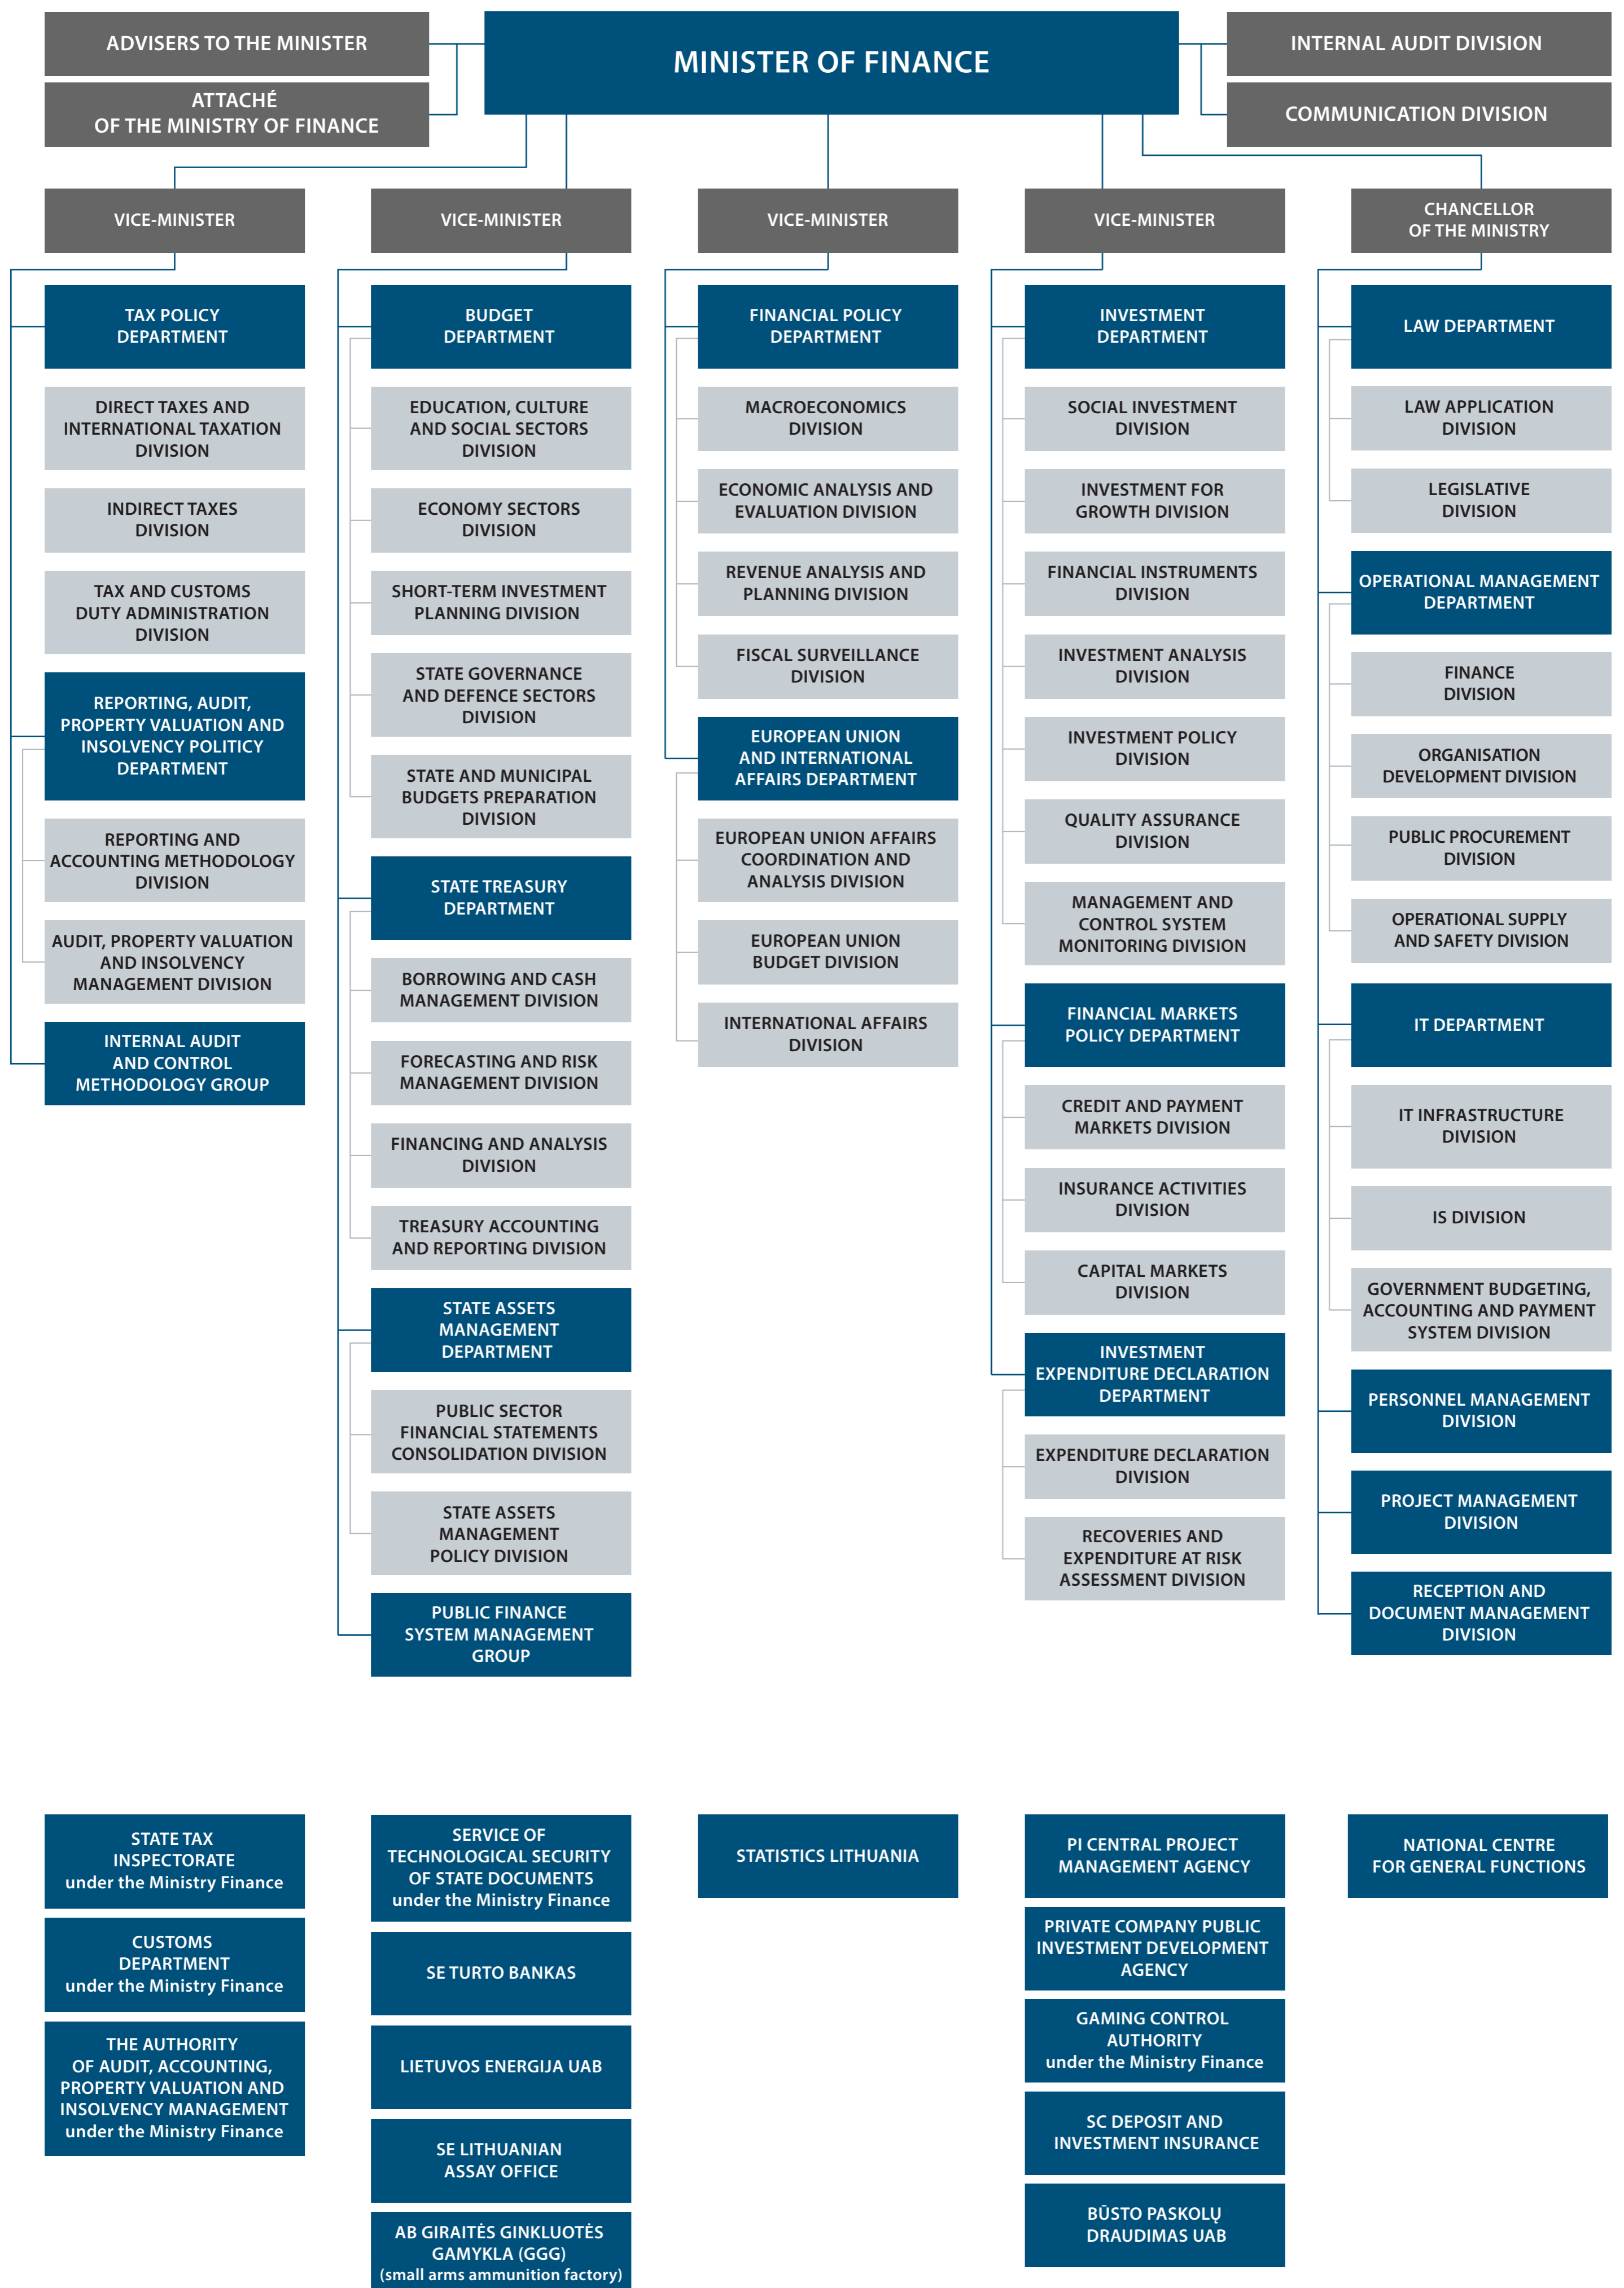 ADVISERS TO THE MINISTER
ATTACHÉ
OF THE MINISTRY OF FINANCE
MINISTER OF FINANCE
INTERNAL AUDIT DIVISION
COMMUNICATION DIVISION
VICE-MINISTER
VICE-MINISTER
VICE-MINISTER
VICE-MINISTER
CHANCELLOR
OF THE MINISTRY
TAX POLICY
DEPARTMENT
DIRECT TAXES AND
INTERNATIONAL TAXATION
DIVISION
INDIRECT TAXES
DIVISION
TAX AND CUSTOMS
DUTY ADMINISTRATION
DIVISION
REPORTING, AUDIT,
PROPERTY VALUATION AND
INSOLVENCY POLITICY
DEPARTMENT
REPORTING AND
ACCOUNTING METHODOLOGY
DIVISION
AUDIT, PROPERTY VALUATION
AND INSOLVENCY
MANAGEMENT DIVISION
INTERNAL AUDIT
AND CONTROL
METHODOLOGY GROUP
BUDGET
DEPARTMENT
EDUCATION, CULTURE
AND SOCIAL SECTORS
DIVISION
ECONOMY SECTORS
DIVISION
SHORT-TERM INVESTMENT
PLANNING DIVISION
STATE GOVERNANCE
AND DEFENCE SECTORS
DIVISION
STATE AND MUNICIPAL
BUDGETS PREPARATION
DIVISION
STATE TREASURY
DEPARTMENT
BORROWING AND CASH
MANAGEMENT DIVISION
FORECASTING AND RISK
MANAGEMENT DIVISION
FINANCING AND ANALYSIS
DIVISION
TREASURY ACCOUNTING
AND REPORTING DIVISION
STATE ASSETS
MANAGEMENT
DEPARTMENT
PUBLIC SECTOR
FINANCIAL STATEMENTS
CONSOLIDATION DIVISION
STATE ASSETS
MANAGEMENT
POLICY DIVISION
PUBLIC FINANCE
SYSTEM MANAGEMENT
GROUP
FINANCIAL POLICY
DEPARTMENT
MACROECONOMICS
DIVISION
ECONOMIC ANALYSIS AND
EVALUATION DIVISION
REVENUE ANALYSIS AND
PLANNING DIVISION
FISCAL SURVEILLANCE
DIVISION
EUROPEAN UNION
AND INTERNATIONAL
AFFAIRS DEPARTMENT
EUROPEAN UNION AFFAIRS
COORDINATION AND
ANALYSIS DIVISION
EUROPEAN UNION
BUDGET DIVISION
INTERNATIONAL AFFAIRS
DIVISION
INVESTMENT
DEPARTMENT
SOCIAL INVESTMENT
DIVISION
INVESTMENT FOR
GROWTH DIVISION
FINANCIAL INSTRUMENTS
DIVISION
INVESTMENT ANALYSIS
DIVISION
INVESTMENT POLICY
DIVISION
QUALITY ASSURANCE
DIVISION
MANAGEMENT AND
CONTROL SYSTEM
MONITORING DIVISION
FINANCIAL MARKETS
POLICY DEPARTMENT
CREDIT AND PAYMENT
MARKETS DIVISION
INSURANCE ACTIVITIES
DIVISION
CAPITAL MARKETS
DIVISION
INVESTMENT
EXPENDITURE DECLARATION
DEPARTMENT
EXPENDITURE DECLARATION
DIVISION
RECOVERIES AND
EXPENDITURE AT RISK
ASSESSMENT DIVISION
LAW DEPARTMENT
LAW APPLICATION
DIVISION
LEGISLATIVE
DIVISION
OPERATIONAL MANAGEMENT
DEPARTMENT
FINANCE
DIVISION
ORGANISATION
DEVELOPMENT DIVISION
PUBLIC PROCUREMENT
DIVISION
OPERATIONAL SUPPLY
AND SAFETY DIVISION
IT DEPARTMENT
IT INFRASTRUCTURE
DIVISION
IS DIVISION
GOVERNMENT BUDGETING,
ACCOUNTING AND PAYMENT
SYSTEM DIVISION
PERSONNEL MANAGEMENT
DIVISION
PROJECT MANAGEMENT
DIVISION
RECEPTION AND
DOCUMENT MANAGEMENT
DIVISION
STATE TAX
INSPECTORATE
under the Ministry Finance
CUSTOMS
DEPARTMENT
under the Ministry Finance
THE AUTHORITY
OF AUDIT, ACCOUNTING,
PROPERTY VALUATION AND
INSOLVENCY MANAGEMENT
under the Ministry Finance
SERVICE OF
TECHNOLOGICAL SECURITY
OF STATE DOCUMENTS
under the Ministry Finance
SE TURTO BANKAS
LIETUVOS ENERGIJA UAB
SE LITHUANIAN
ASSAY OFFICE
AB GIRAITĖS GINKLUOTĖS
GAMYKLA (GGG)
(small arms ammunition factory)
STATISTICS LITHUANIA
PI CENTRAL PROJECT
MANAGEMENT AGENCY
PRIVATE COMPANY PUBLIC
INVESTMENT DEVELOPMENT
AGENCY
GAMING CONTROL
AUTHORITY
under the Ministry Finance
SC DEPOSIT AND
INVESTMENT INSURANCE
BŪSTO PASKOLŲ
DRAUDIMAS UAB
NATIONAL CENTRE
FOR GENERAL FUNCTIONS